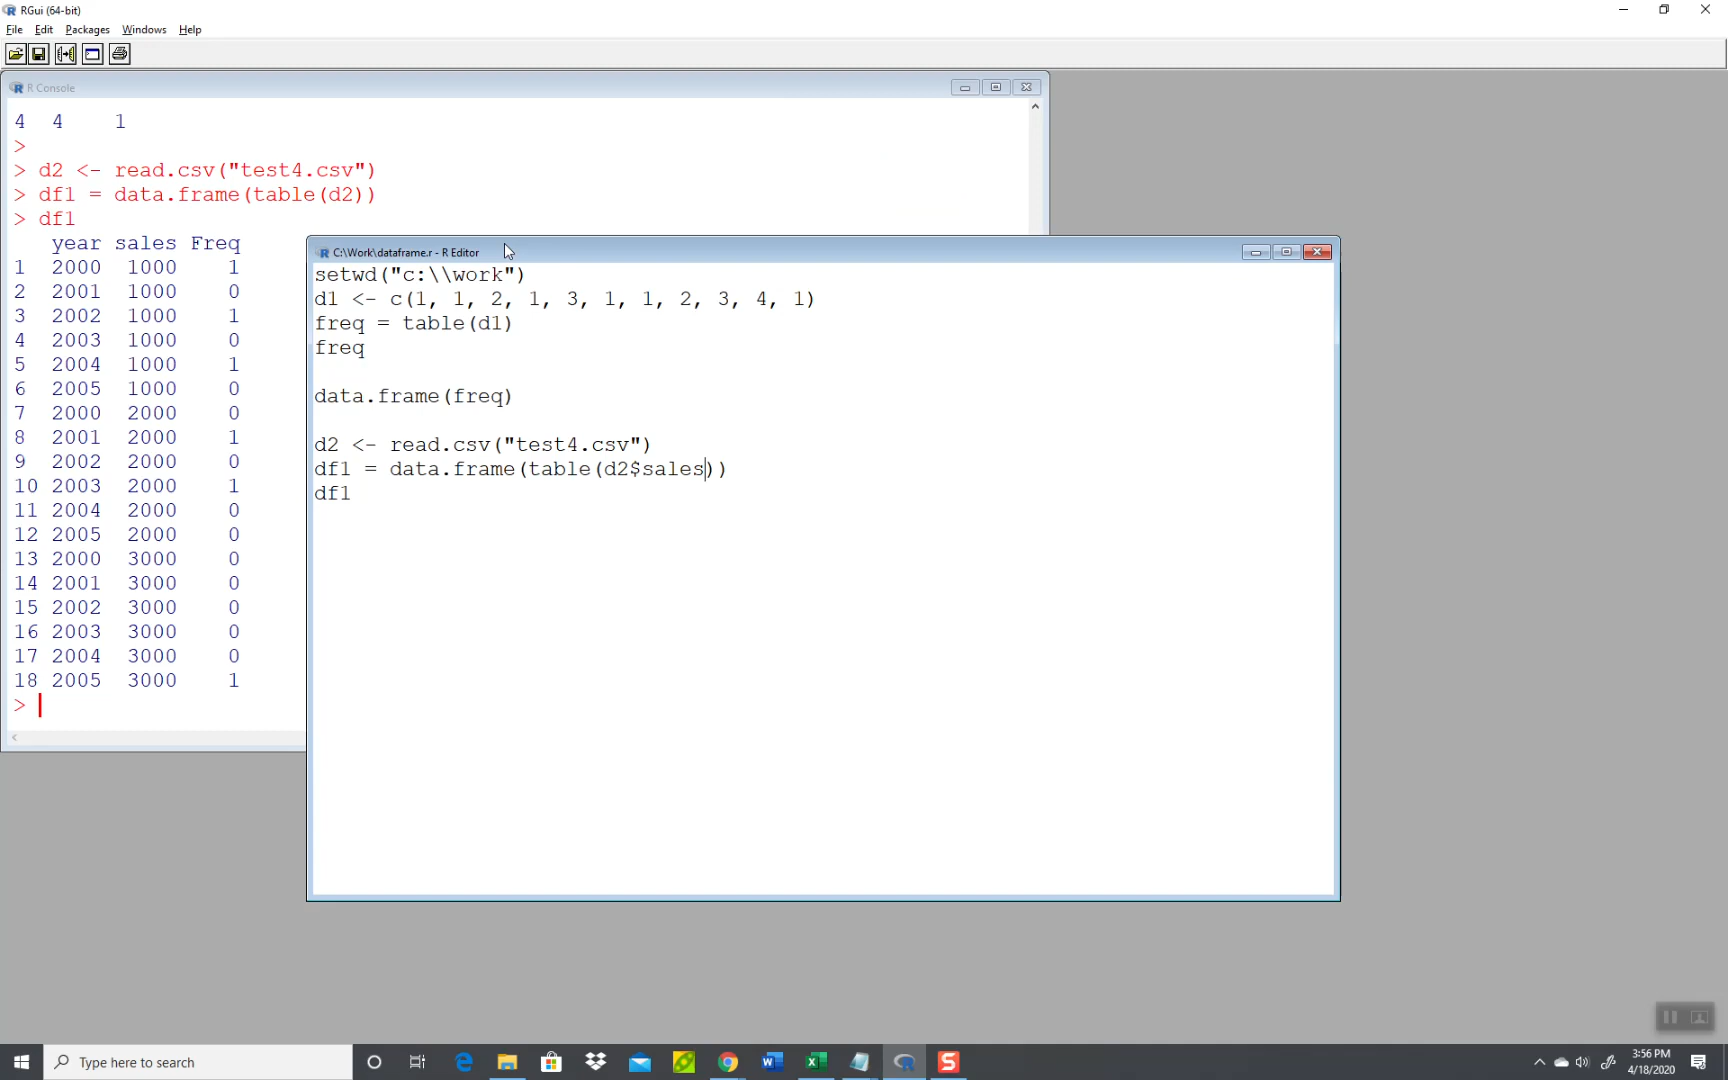 RGui (64-bit)
File Edit Packages Windows Help
R Console
4 4 1
>
> d2 <- read.csv("test4.csv")
> df1 = data.frame(table(d2))
> df1
year sales Freq
1 2000 1000 1
2 2001 1000 0
3 2002 1000 1
4 2003 1000 0
5 2004 1000 1
6 2005 1000 0
7 2000 2000 0
8 2001 2000 1
9 2002 2000 0
10 2003 2000 1
11 2004 2000 0
12 2005 2000 0
13 2000 3000 0
14 2001 3000 0
15 2002 3000 0
16 2003 3000 0
17 2004 3000 0
18 2005 3000 1
>
C:\Work\dataframe.r - R Editor
setwd("c:\\work")
d1 <- c(1, 1, 2, 1, 3, 1, 1, 2, 3, 4, 1)
freq = table(d1)
freq
data.frame(freq)
d2 <- read.csv("test4.csv")
df1 = data.frame(table(d2$sales))
df1
Type here to search
3:56 PM
4/18/2020